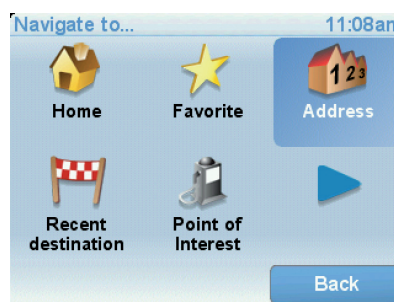 Navigate to...
11:08am
Home
Favorite
123
Address
Recent
destination
Point of
Interest
Back